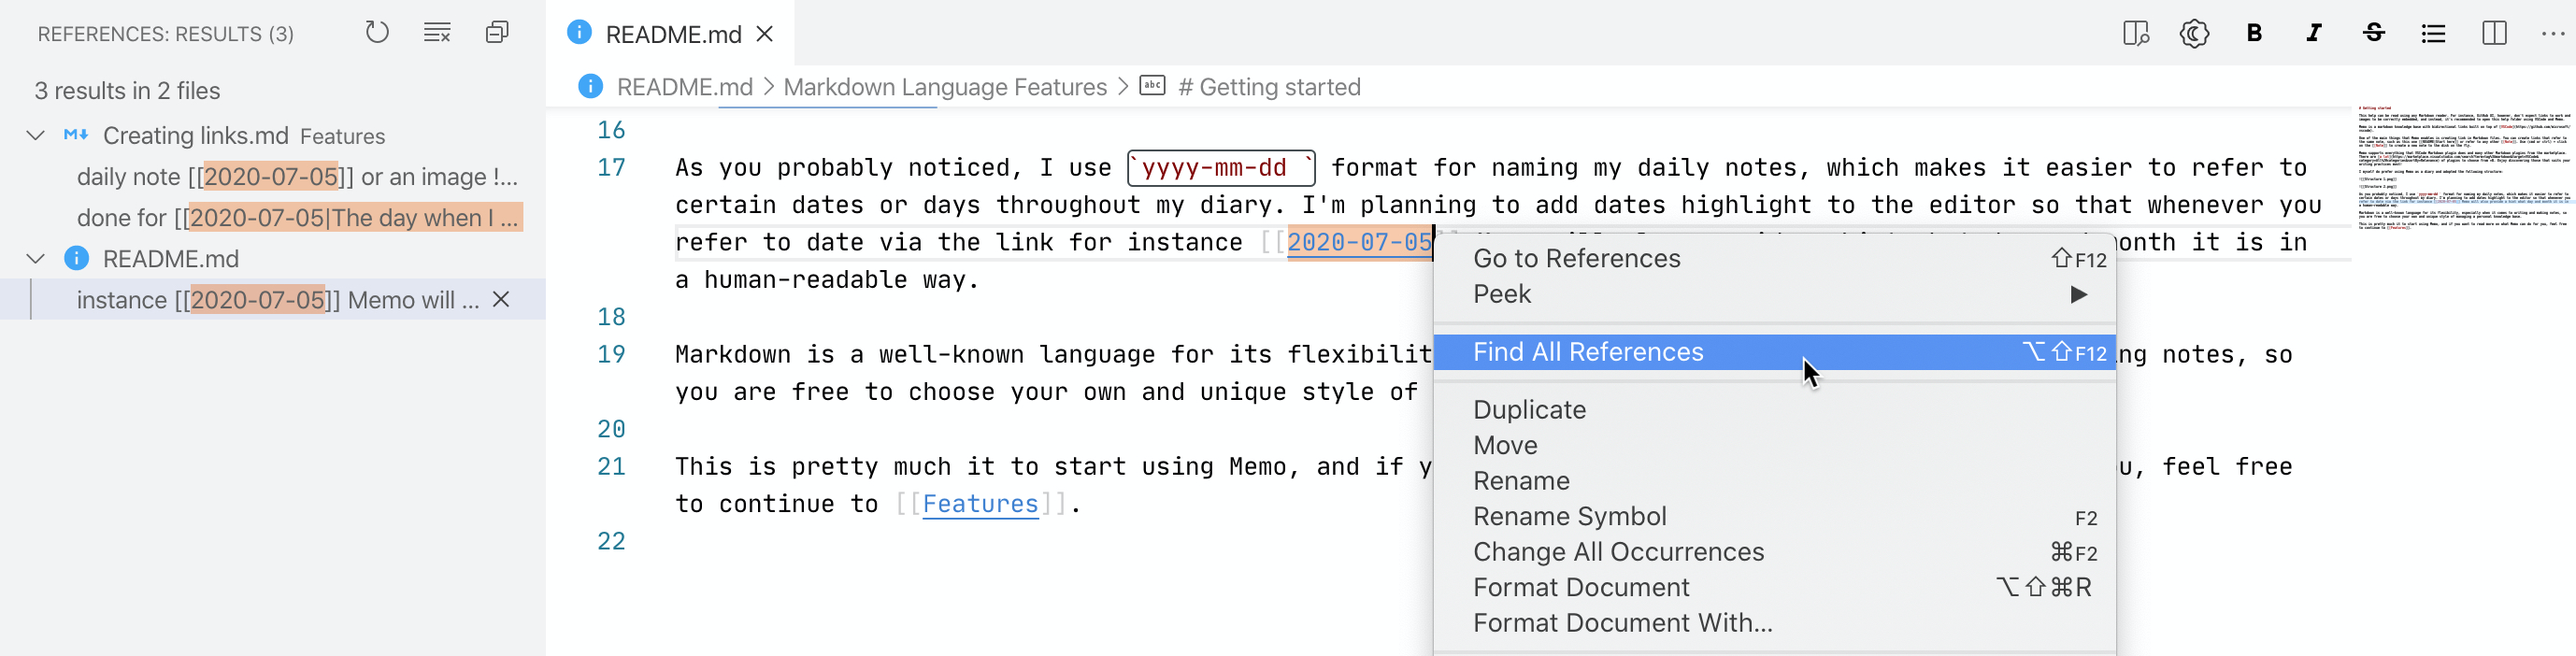 REFERENCES: RESULTS (3)
3 results in 2 files
Creating links.md Features
daily note [[2020-07-05]] or an image !...
done for [[2020-07-05|The day when I ...
README.md
instance [[2020-07-05]] Memo will ...
README.md
B I S ...
README.md > Markdown Language Features > abc # Getting started
16
17 As you probably noticed, I use `yyyy-mm-dd ` format for naming my daily notes, which makes it easier to refer to
certain dates or days throughout my diary. I'm planning to add dates highlight to the editor so that whenever you
refer to date via the link for instance [[2020-07-05 month it is in
a human-readable way.
18
19 Markdown is a well-known language for its flexibilit ng notes, so
you are free to choose your own and unique style of
20
21 This is pretty much it to start using Memo, and if y u, feel free
to continue to [[Features]].
22
Go to References ⇧F12
Peek ▶
Find All References ⌥⇧F12
Duplicate
Move
Rename
Rename Symbol F2
Change All Occurrences ⌘F2
Format Document ⌥⇧⌘R
Format Document With...